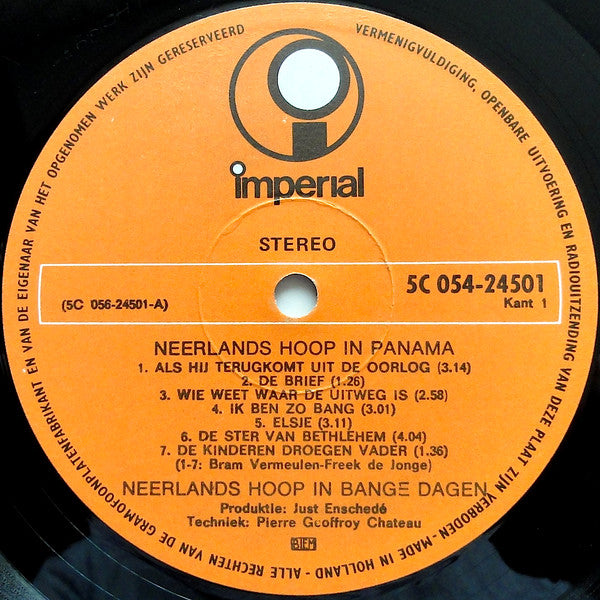 ALLE RECHTEN VAN DE GRAMOFOONPLATENFABRIKANT EN VAN DE EIGENAAR VAN HET OPGENOMEN WERK ZIJN GERESERVEERD
VERMENIGVULDIGING, OPENBARE UITVOERING EN RADIOUITZENDING VAN DEZE PLAAT ZIJN VERBODEN - MADE IN HOLLAND -
imperial
STEREO
5C 054-24501
(5C 056-24501-A)
Kant 1
NEERLANDS HOOP IN PANAMA
1. ALS HIJ TERUGKOMT UIT DE OORLOG (3.14)
2. DE BRIEF (1.26)
3. WIE WEET WAAR DE UITWEG IS (2.58)
4. IK BEN ZO BANG (3.01)
5. ELSJE (3.11)
6. DE STER VAN BETHLEHEM (4.04)
7. DE KINDEREN DROEGEN VADER (1.36)
(1-7: Bram Vermeulen-Freek de Jonge)
NEERLANDS HOOP IN BANGE DAGEN
Produktie: Just Enschedé
Techniek: Pierre Geoffroy Chateau
BIEM